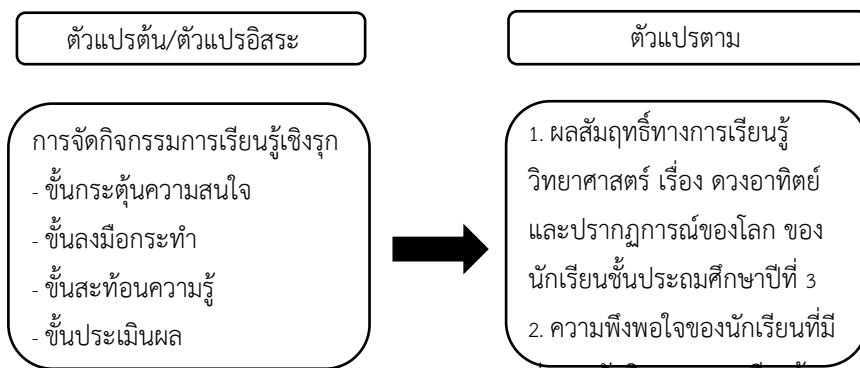 ตัวแปรต้น/ตัวแปรอิสระ
ตัวแปรตาม
การจัดกิจกรรมการเรียนรู้เชิงรุก
- ขั้นกระตุ้นความสนใจ
- ขั้นลงมือกระทำ
- ขั้นสะท้อนความรู้
- ขั้นประเมินผล
1. ผลสัมฤทธิ์ทางการเรียนรู้
วิทยาศาสตร์ เรื่อง ดวงอาทิตย์
และปรากฏการณ์ของโลก ของ
นักเรียนชั้นประถมศึกษาปีที่ 3
2. ความพึงพอใจของนักเรียนที่มี